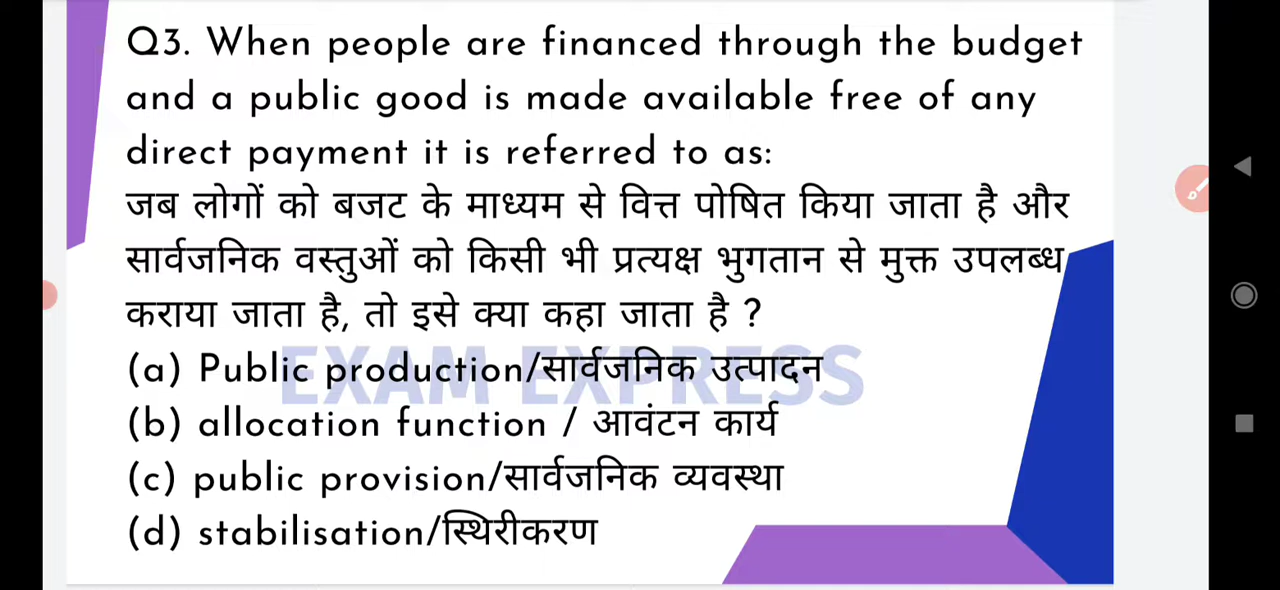 Q3. When people are financed through the budget
and a public good is made available free of any
direct payment it is referred to as:
जब लोगों को बजट के माध्यम से वित्त पोषित किया जाता है और
सार्वजनिक वस्तुओं को किसी भी प्रत्यक्ष भुगतान से मुक्त उपलब्ध
कराया जाता है, तो इसे क्या कहा जाता है ?
EXAM EXPRESS
(a) Public production/सार्वजनिक उत्पादन
(b) allocation function / आवंटन कार्य
(c) public provision/सार्वजनिक व्यवस्था
(d) stabilisation/स्थिरीकरण